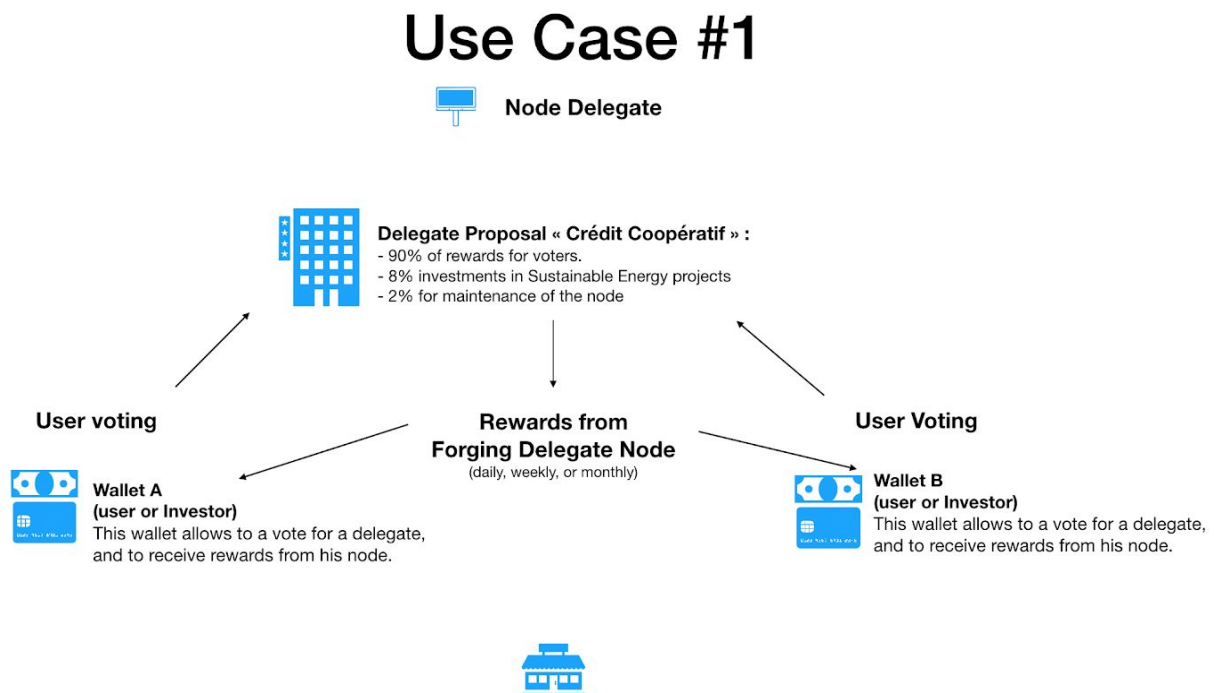 Use Case #1
Node Delegate
Delegate Proposal « Crédit Coopératif » :
- 90% of rewards for voters.
- 8% investments in Sustainable Energy projects
- 2% for maintenance of the node
User voting
Rewards from
Forging Delegate Node
(daily, weekly, or monthly)
User Voting
Wallet A
(user or Investor)
This wallet allows to a vote for a delegate,
and to receive rewards from his node.
Wallet B
(user or Investor)
This wallet allows to a vote for a delegate,
and to receive rewards from his node.